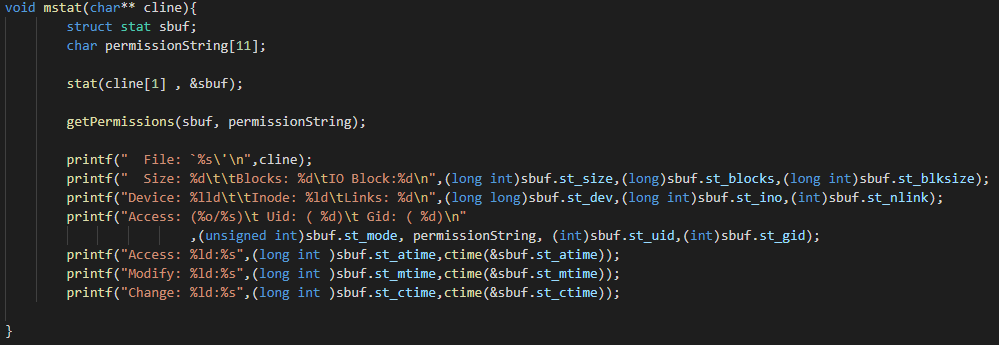 void mstat(char** cline){
struct stat sbuf;
char permissionString[11];
stat(cline[1] , &sbuf);
getPermissions(sbuf, permissionString);
printf("  File: `%s\'\n",cline);
printf("  Size: %d\t\tBlocks: %d\tIO Block:%d\n",(long int)sbuf.st_size,(long)sbuf.st_blocks,(long int)sbuf.st_blksize);
printf("Device: %lld\t\tInode: %ld\tLinks: %d\n",(long long)sbuf.st_dev,(long int)sbuf.st_ino,(int)sbuf.st_nlink);
printf("Access: (%o/%s)\t Uid: ( %d)\t Gid: ( %d)\n"
,(unsigned int)sbuf.st_mode, permissionString, (int)sbuf.st_uid,(int)sbuf.st_gid);
printf("Access: %ld:%s",(long int )sbuf.st_atime,ctime(&sbuf.st_atime));
printf("Modify: %ld:%s",(long int )sbuf.st_mtime,ctime(&sbuf.st_mtime));
printf("Change: %ld:%s",(long int )sbuf.st_ctime,ctime(&sbuf.st_ctime));
}